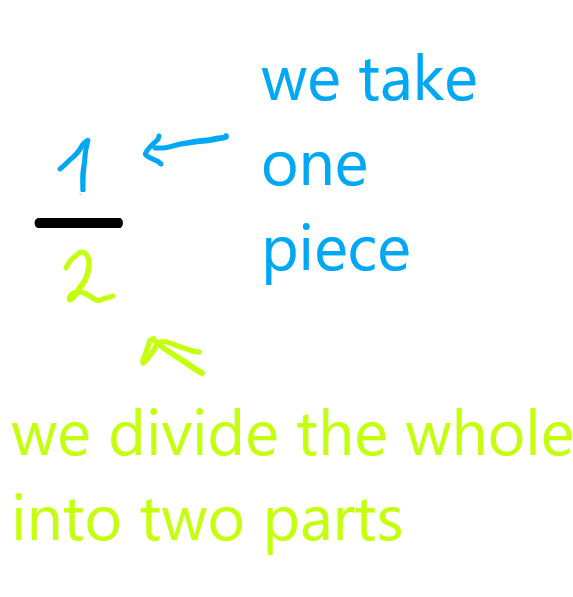 we take
one
piece
1
2
we divide the whole
into two parts